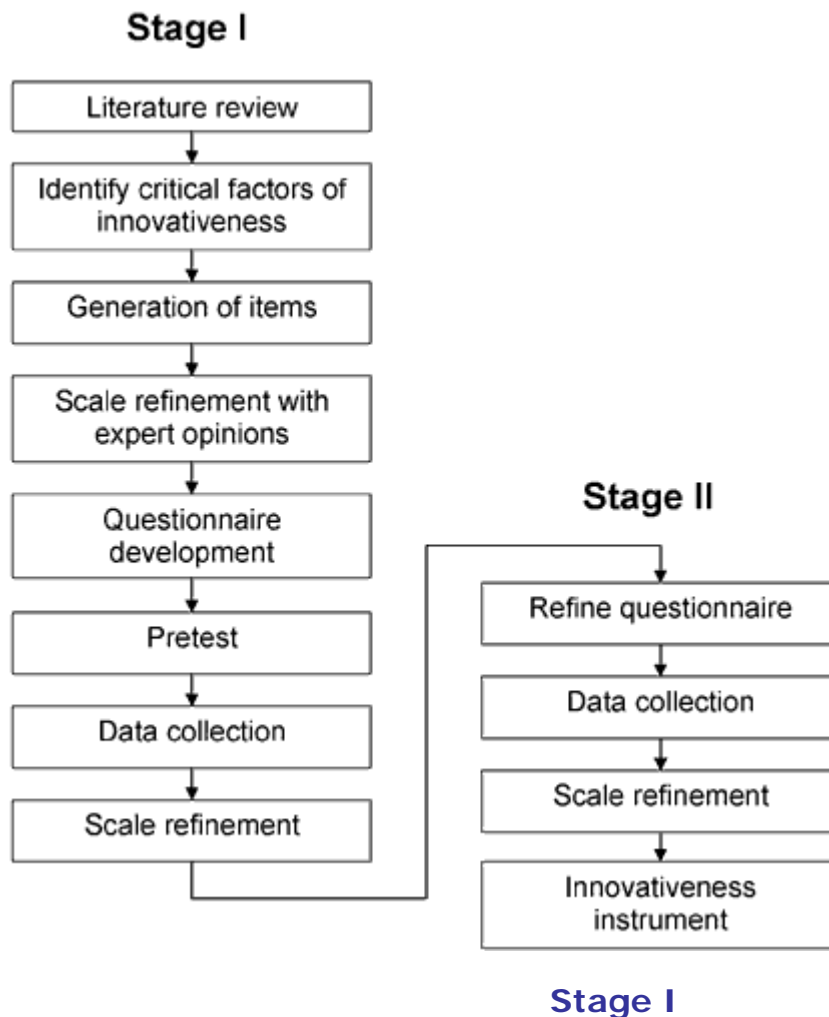 Stage I
Literature review
Identify critical factors of
innovativeness
Generation of items
Scale refinement with
expert opinions
Questionnaire
development
Pretest
Data collection
Scale refinement
Stage II
Refine questionnaire
Data collection
Scale refinement
Innovativeness
instrument
Stage I